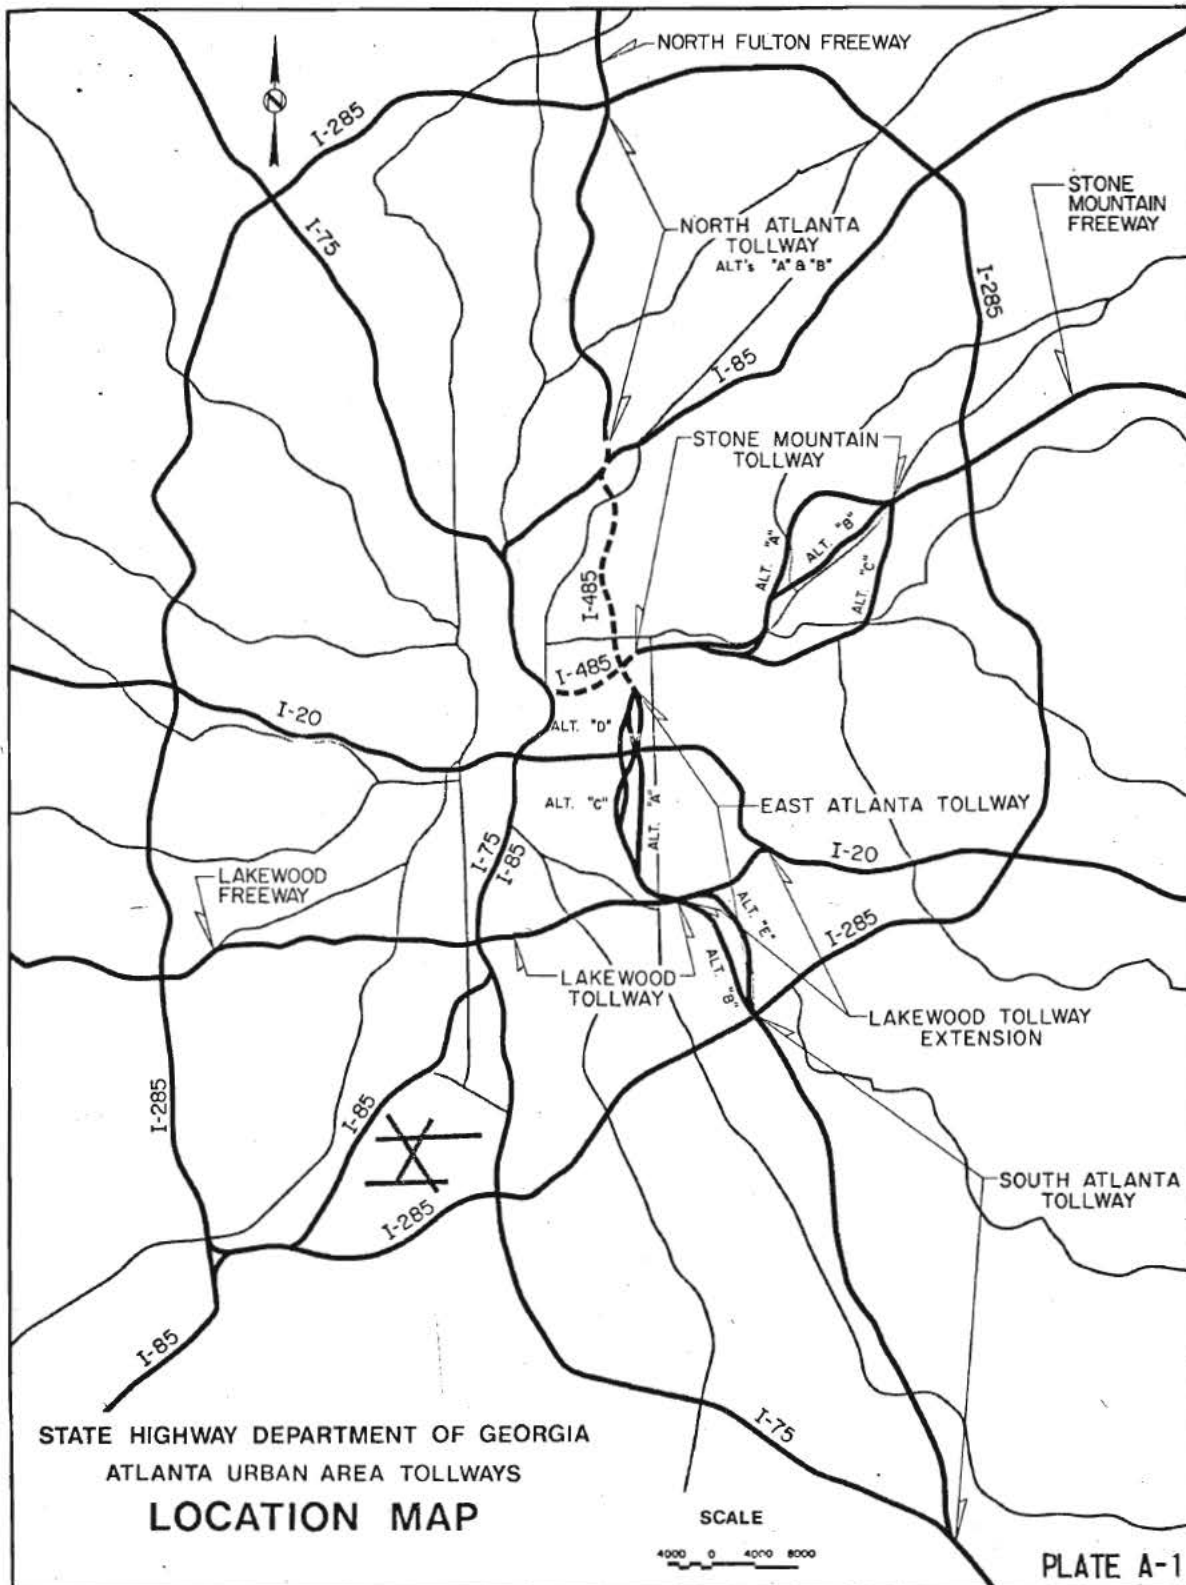 NORTH FULTON FREEWAY
N
I-285
STONE
MOUNTAIN
FREEWAY
NORTH ATLANTA
TOLLWAY
ALT's "A" & "B"
I-75
I-285
I-85
STONE MOUNTAIN
TOLLWAY
ALT. "A"
ALT. "B"
ALT. "C"
I-485
I-485
I-20
ALT. "D"
ALT. "C"
ALT. "A"
EAST ATLANTA TOLLWAY
I-75
I-85
I-20
LAKEWOOD
FREEWAY
ALT. "E"
I-285
ALT. "B"
LAKEWOOD
TOLLWAY
LAKEWOOD TOLLWAY
EXTENSION
I-285
I-85
SOUTH ATLANTA
TOLLWAY
I-285
I-85
I-75
STATE HIGHWAY DEPARTMENT OF GEORGIA
ATLANTA URBAN AREA TOLLWAYS
LOCATION MAP
SCALE
4000 0 4000 8000
PLATE A-1